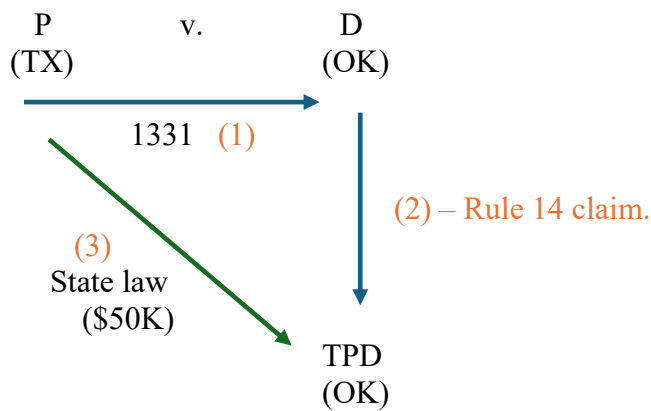 P v. D
(TX) (OK)
1331 (1)
(2) – Rule 14 claim.
(3)
State law
($50K)
TPD
(OK)